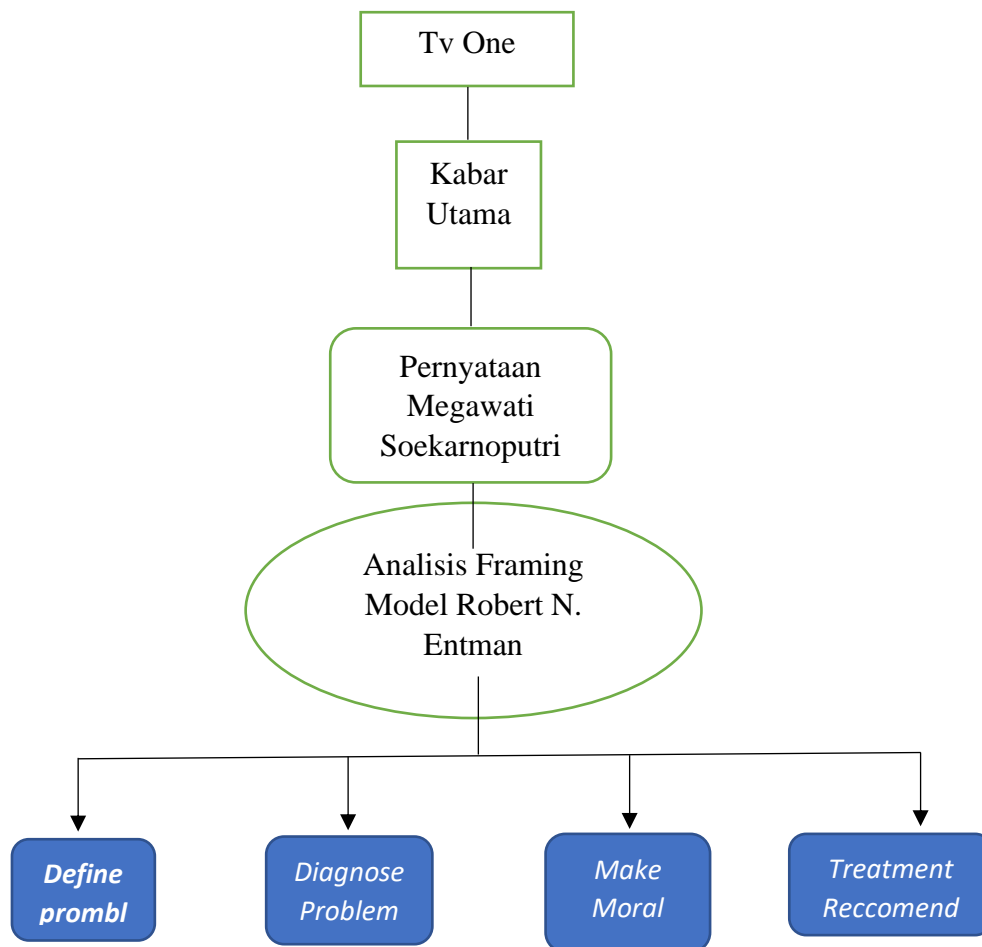 Tv One
Kabar
Utama
Pernyataan
Megawati
Soekarnoputri
Analisis Framing
Model Robert N.
Entman
Define
prombl
Diagnose
Problem
Make
Moral
Treatment
Reccomend